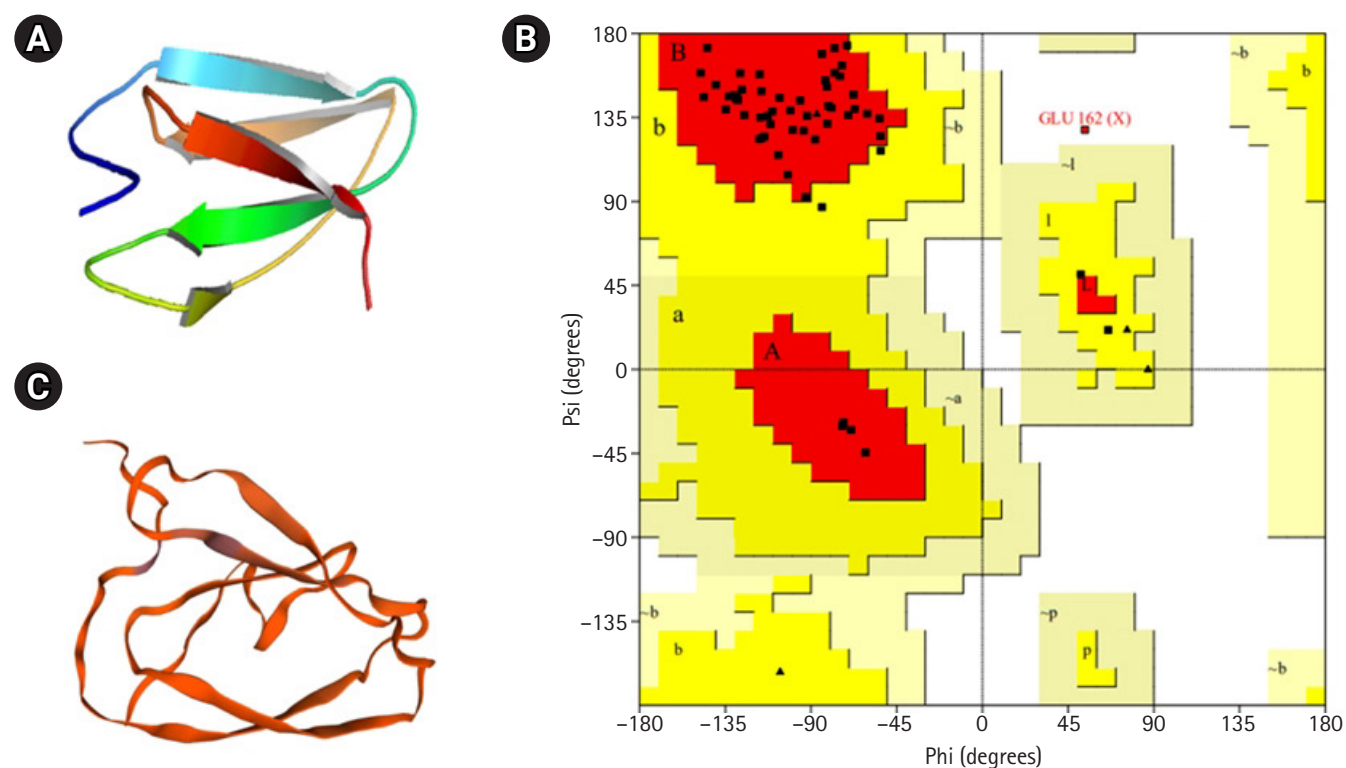 A
B
C
180
135
90
45
0
−45
−90
−135
Psi (degrees)
B
b
~b
~b
b
GLU 162 (X)
~l
l
L
a
A
~a
~b
b
~p
p
~b
−180
−135
−90
−45
0
45
90
135
180
Phi (degrees)